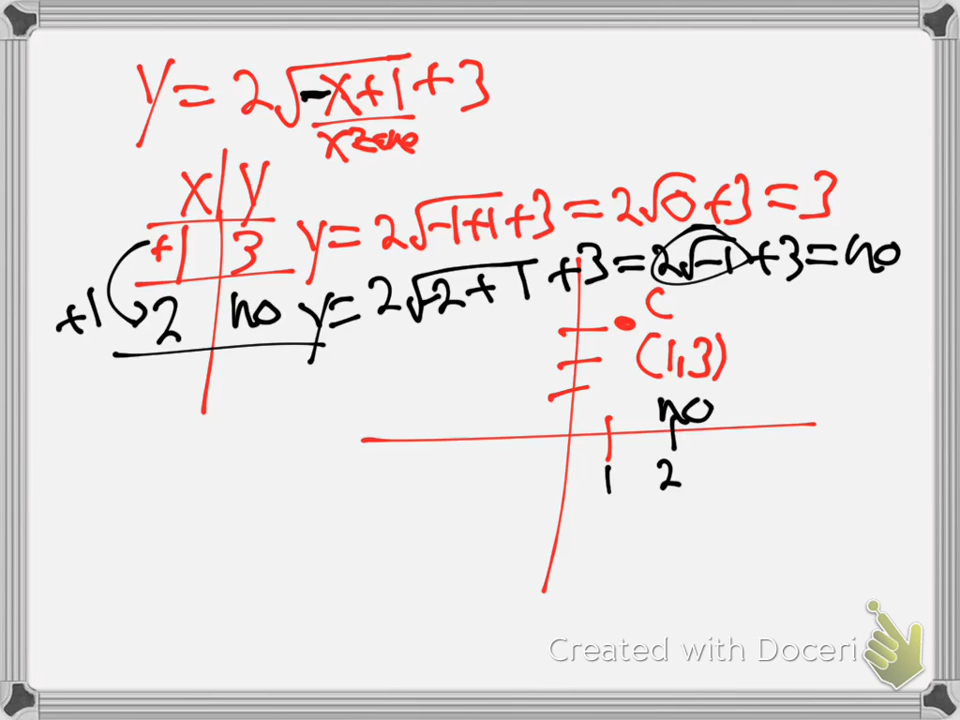 y = 2√-x+1 + 3
x zone
x y
+1 3 y = 2√-1+1 + 3 = 2√0 + 3 = 3
+1 2 no y = 2√-2+1 + 3 = 2√-1 + 3 = no
C
(1,3)
no
1 2
Created with Doceri